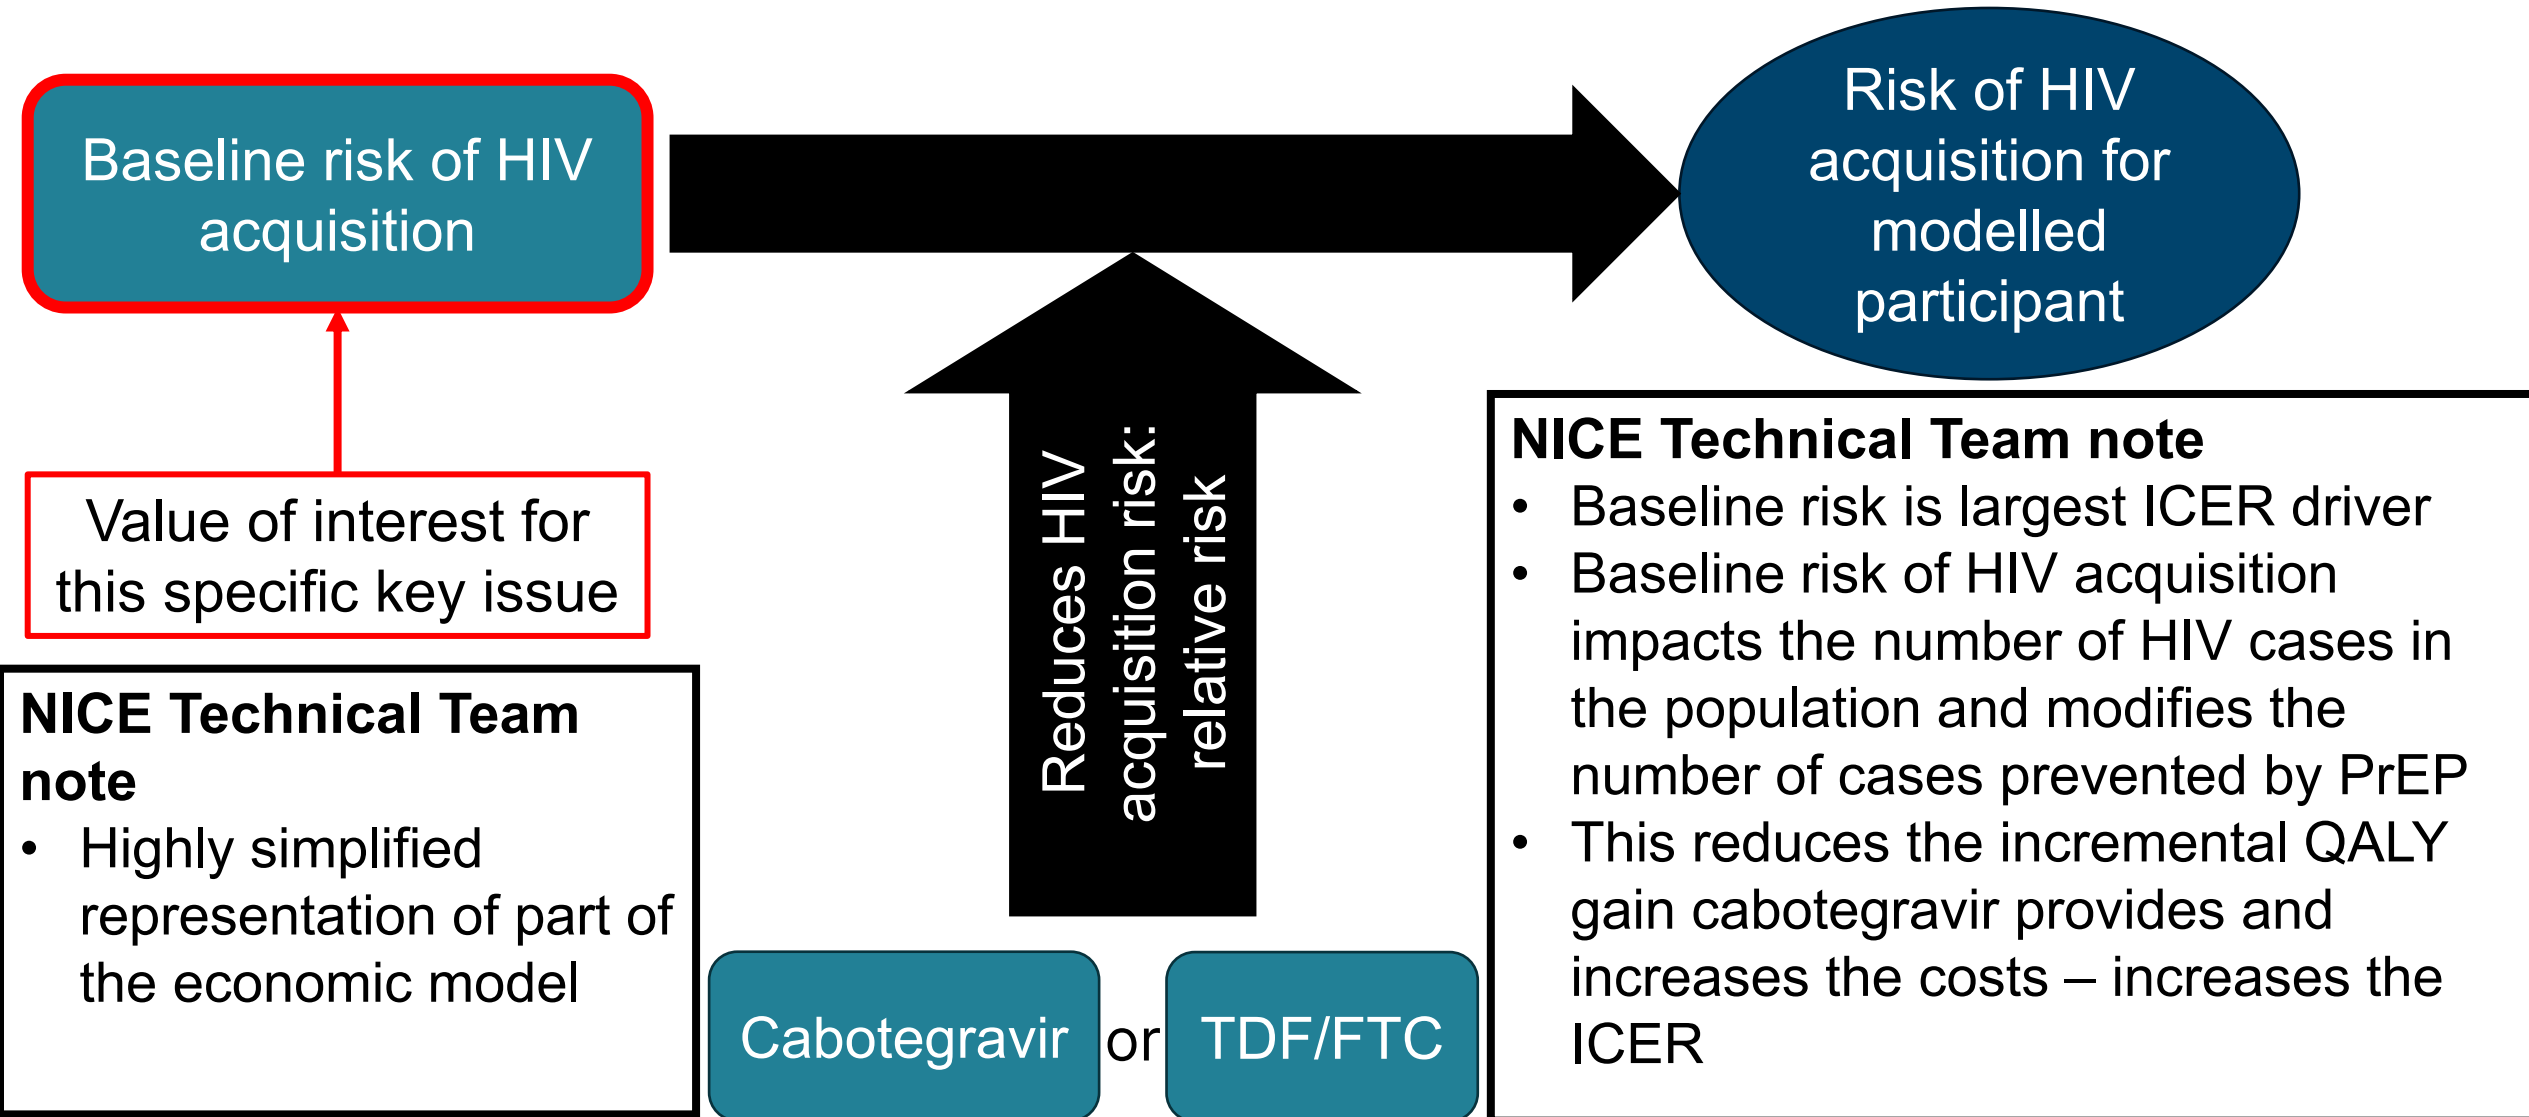 Baseline risk of HIV
acquisition
Risk of HIV
acquisition for
modelled
participant
Value of interest for
this specific key issue
Reduces HIV
acquisition risk:
relative risk
NICE Technical Team
note
• Highly simplified
representation of part of
the economic model
Cabotegravir or TDF/FTC
NICE Technical Team note
• Baseline risk is largest ICER driver
• Baseline risk of HIV acquisition
impacts the number of HIV cases in
the population and modifies the
number of cases prevented by PrEP
• This reduces the incremental QALY
gain cabotegravir provides and
increases the costs – increases the
ICER